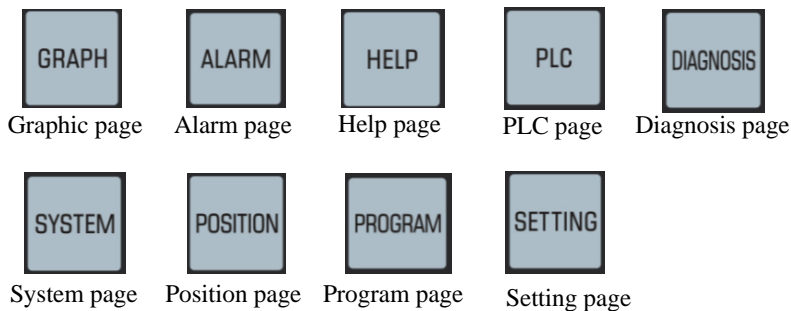 GRAPH ALARM HELP PLC DIAGNOSIS
Graphic page Alarm page Help page PLC page Diagnosis page
SYSTEM POSITION PROGRAM SETTING
System page Position page Program page Setting page